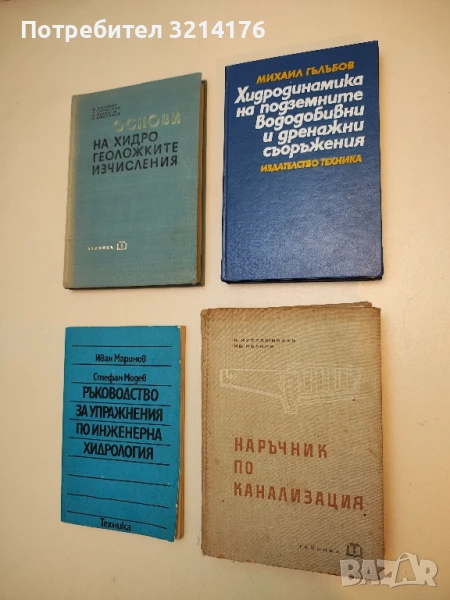 Потребител 3214176
ОСНОВИ
НА ХИДРО
ГЕОЛОЖКИТЕ
ИЗЧИСЛЕНИЯ
ТЕХНИКА
МИХАИЛ ГЪЛЪБОВ
Хидродинамика
на подземните
вододобивни
и дренажни
съоръжения
ИЗДАТЕЛСТВО ТЕХНИКА
Иван Маринов
Стефан Модев
РЪКОВОДСТВО
ЗА УПРАЖНЕНИЯ
ПО ИНЖЕНЕРНА
ХИДРОЛОГИЯ
Техника
НАРЪЧНИК
ПО
КАНАЛИЗАЦИЯ
ТЕХНИКА
BAZAR